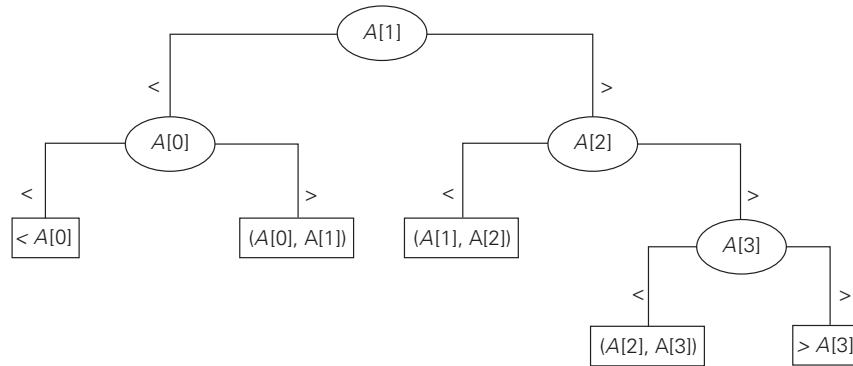 A[1]
< >
A[0] A[2]
< > < >
< A[0] (A[0], A[1]) (A[1], A[2]) A[3]
< >
(A[2], A[3]) > A[3]